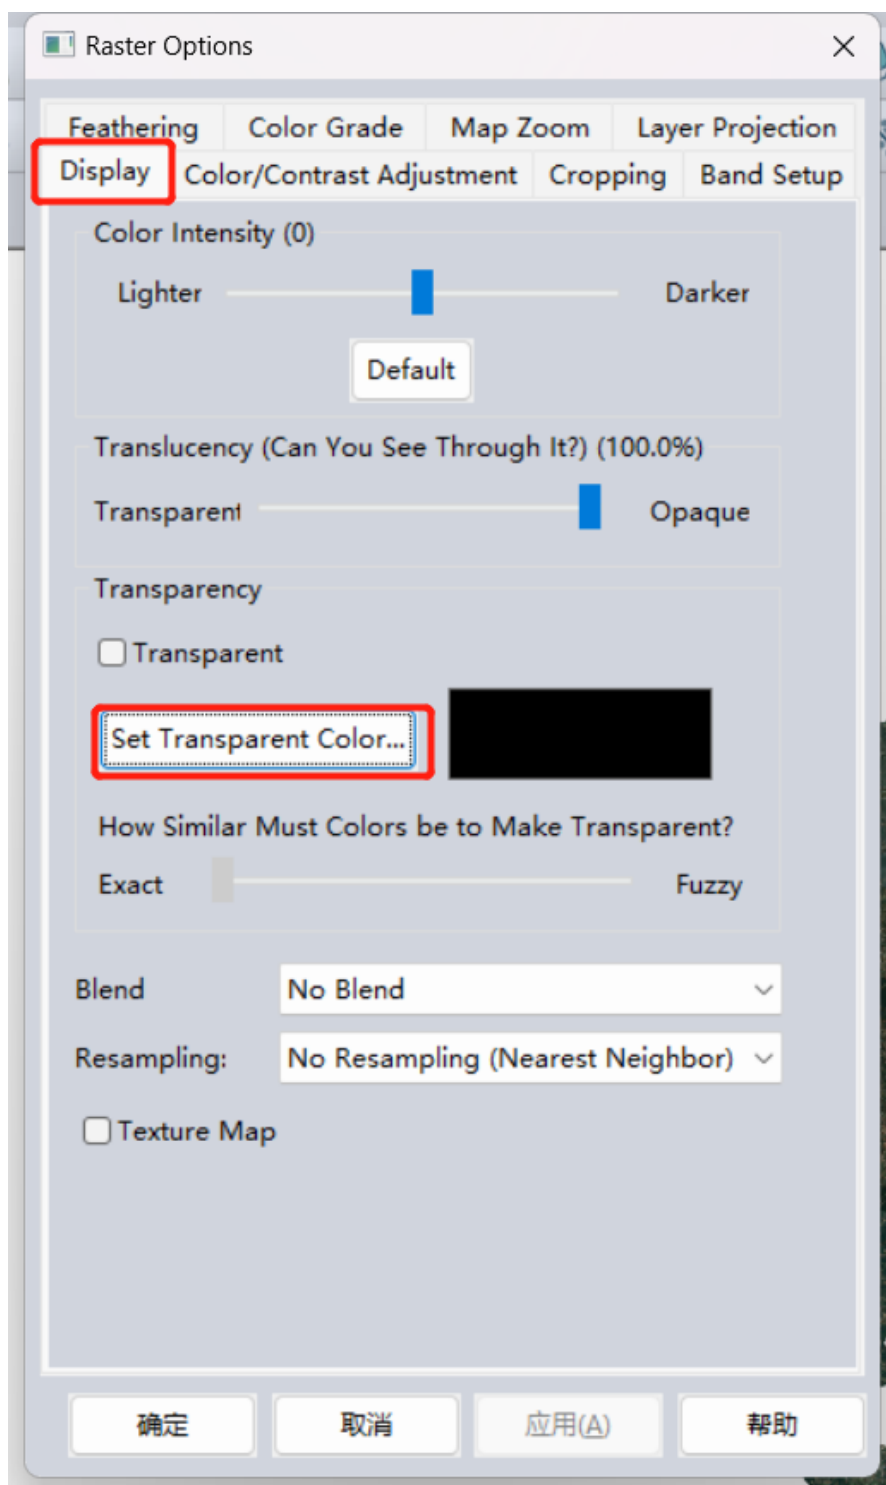 Raster Options
Feathering Color Grade Map Zoom Layer Projection
Display Color/Contrast Adjustment Cropping Band Setup
Color Intensity (0)
Lighter Darker
Default
Translucency (Can You See Through It?) (100.0%)
Transparent Opaque
Transparency
Transparent
Set Transparent Color...
How Similar Must Colors be to Make Transparent?
Exact Fuzzy
Blend No Blend
Resampling: No Resampling (Nearest Neighbor)
Texture Map
确定 取消 应用(A) 帮助